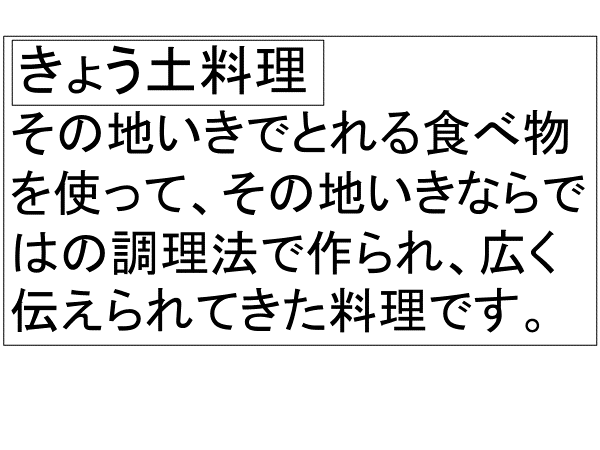 きょう土料理
その地いきでとれる食べ物
を使って、その地いきならで
はの調理法で作られ、広く
伝えられてきた料理です。